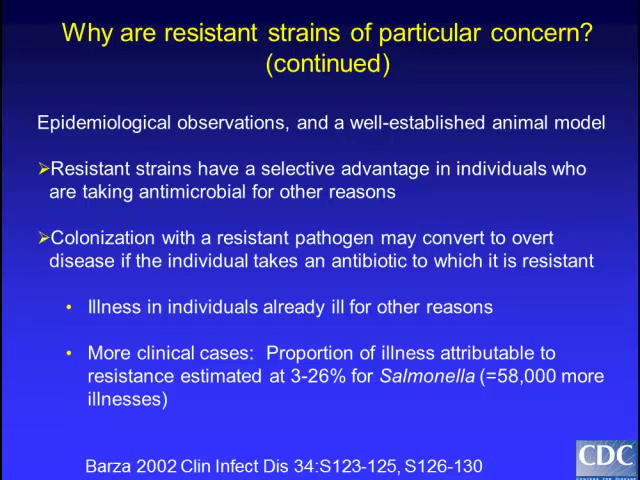 Why are resistant strains of particular concern?
(continued)
Epidemiological observations, and a well-established animal model
➢Resistant strains have a selective advantage in individuals who
are taking antimicrobial for other reasons
➢Colonization with a resistant pathogen may convert to overt
disease if the individual takes an antibiotic to which it is resistant
• Illness in individuals already ill for other reasons
• More clinical cases: Proportion of illness attributable to
resistance estimated at 3-26% for Salmonella (=58,000 more
illnesses)
Barza 2002 Clin Infect Dis 34:S123-125, S126-130
CDC